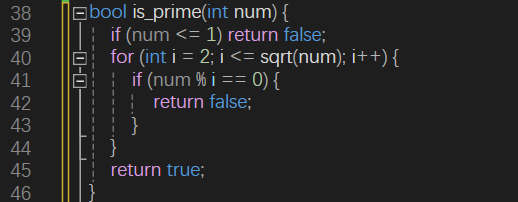 38 bool is_prime(int num) {
39 if (num <= 1) return false;
40 for (int i = 2; i <= sqrt(num); i++) {
41 if (num % i == 0) {
42 return false;
43 }
44 }
45 return true;
46 }